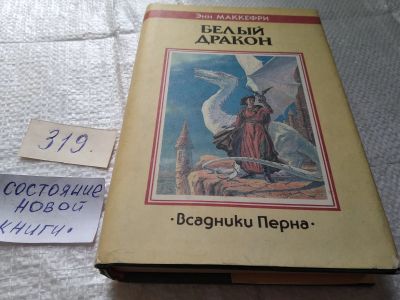 Энн МАККЕФРИ
БЕЛЫЙ
ДРАКОН
319.
СОСТОЯНИЕ
НОВОЙ
КНИГИ.
• Всадники Перна •